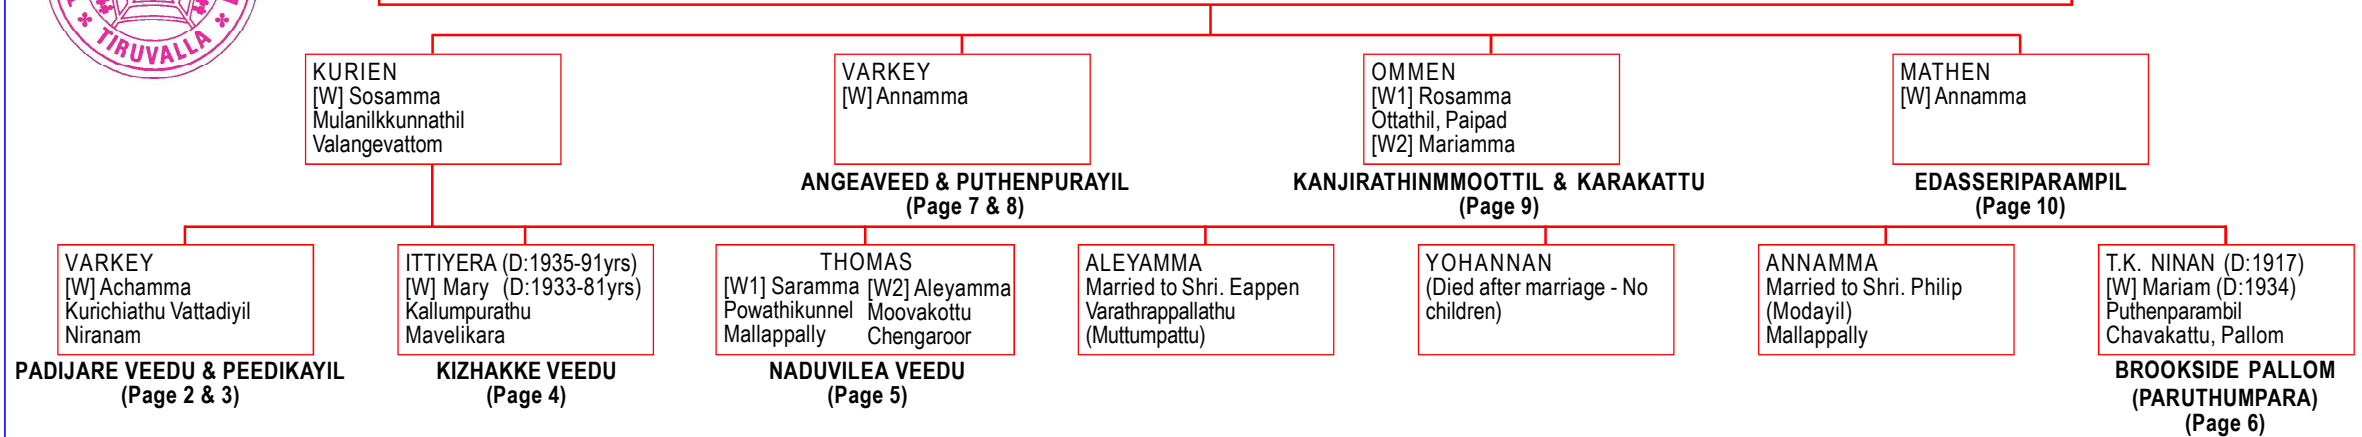 TIRUVALLA
KURIEN
[W] Sosamma
Mulanilkkunnathil
Valangevattom
VARKEY
[W] Annamma
OMMEN
[W1] Rosamma
Ottathil, Paipad
[W2] Mariamma
MATHEN
[W] Annamma
ANGEAVEED & PUTHENPURAYIL
(Page 7 & 8)
KANJIRATHINMMOOTTIL & KARAKATTU
(Page 9)
EDASSERIPARAMPIL
(Page 10)
VARKEY
[W] Achamma
Kurichiathu Vattadiyil
Niranam
ITTIYERA (D:1935-91yrs)
[W] Mary (D:1933-81yrs)
Kallumpurathu
Mavelikara
THOMAS
[W1] Saramma
Powathikunnel
Mallappally
[W2] Aleyamma
Moovakottu
Chengaroor
ALEYAMMA
Married to Shri. Eappen
Varathrappallathu
(Muttumpattu)
YOHANNAN
(Died after marriage - No
children)
ANNAMMA
Married to Shri. Philip
(Modayil)
Mallappally
T.K. NINAN (D:1917)
[W] Mariam (D:1934)
Puthenparambil
Chavakattu, Pallom
PADIJARE VEEDU & PEEDIKAYIL
(Page 2 & 3)
KIZHAKKE VEEDU
(Page 4)
NADUVILEA VEEDU
(Page 5)
BROOKSIDE PALLOM
(PARUTHUMPARA)
(Page 6)